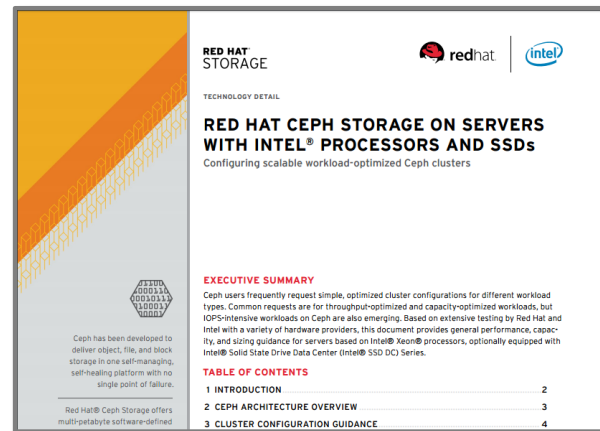 RED HAT®
STORAGE
redhat.
intel
TECHNOLOGY DETAIL
RED HAT CEPH STORAGE ON SERVERS
WITH INTEL® PROCESSORS AND SSDs
Configuring scalable workload-optimized Ceph clusters
EXECUTIVE SUMMARY
Ceph users frequently request simple, optimized cluster configurations for different workload
types. Common requests are for throughput-optimized and capacity-optimized workloads, but
IOPS-intensive workloads on Ceph are also emerging. Based on extensive testing by Red Hat and
Intel with a variety of hardware providers, this document provides general performance, capac-
ity, and sizing guidance for servers based on Intel® Xeon® processors, optionally equipped with
Intel® Solid State Drive Data Center (Intel® SSD DC) Series.
TABLE OF CONTENTS
1 INTRODUCTION 2
2 CEPH ARCHITECTURE OVERVIEW 3
3 CLUSTER CONFIGURATION GUIDANCE 4
Ceph has been developed to
deliver object, file, and block
storage in one self-managing,
self-healing platform with no
single point of failure.
Red Hat® Ceph Storage offers
multi-petabyte software-defined